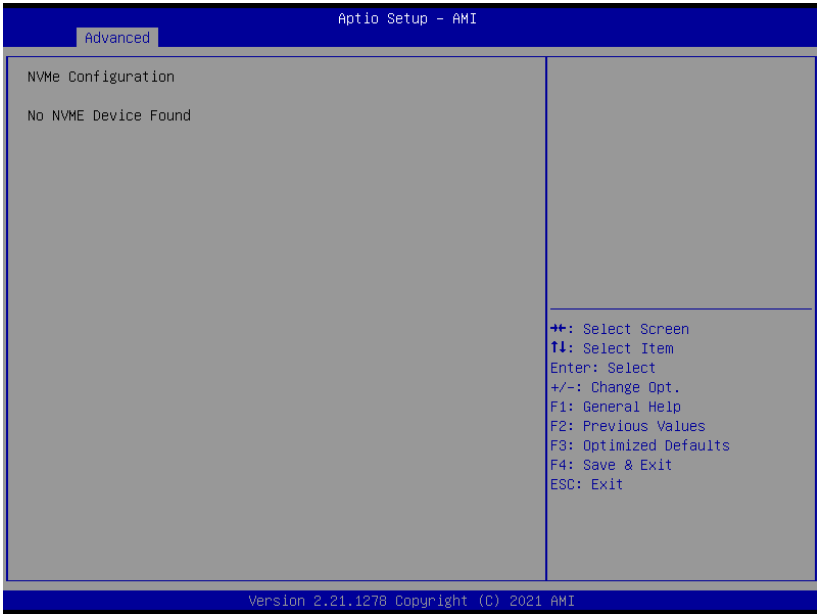 Aptio Setup – AMI
Advanced
NVMe Configuration
No NVME Device Found
→←: Select Screen
↑↓: Select Item
Enter: Select
+/-: Change Opt.
F1: General Help
F2: Previous Values
F3: Optimized Defaults
F4: Save & Exit
ESC: Exit
Version 2.21.1278 Copyright (C) 2021 AMI